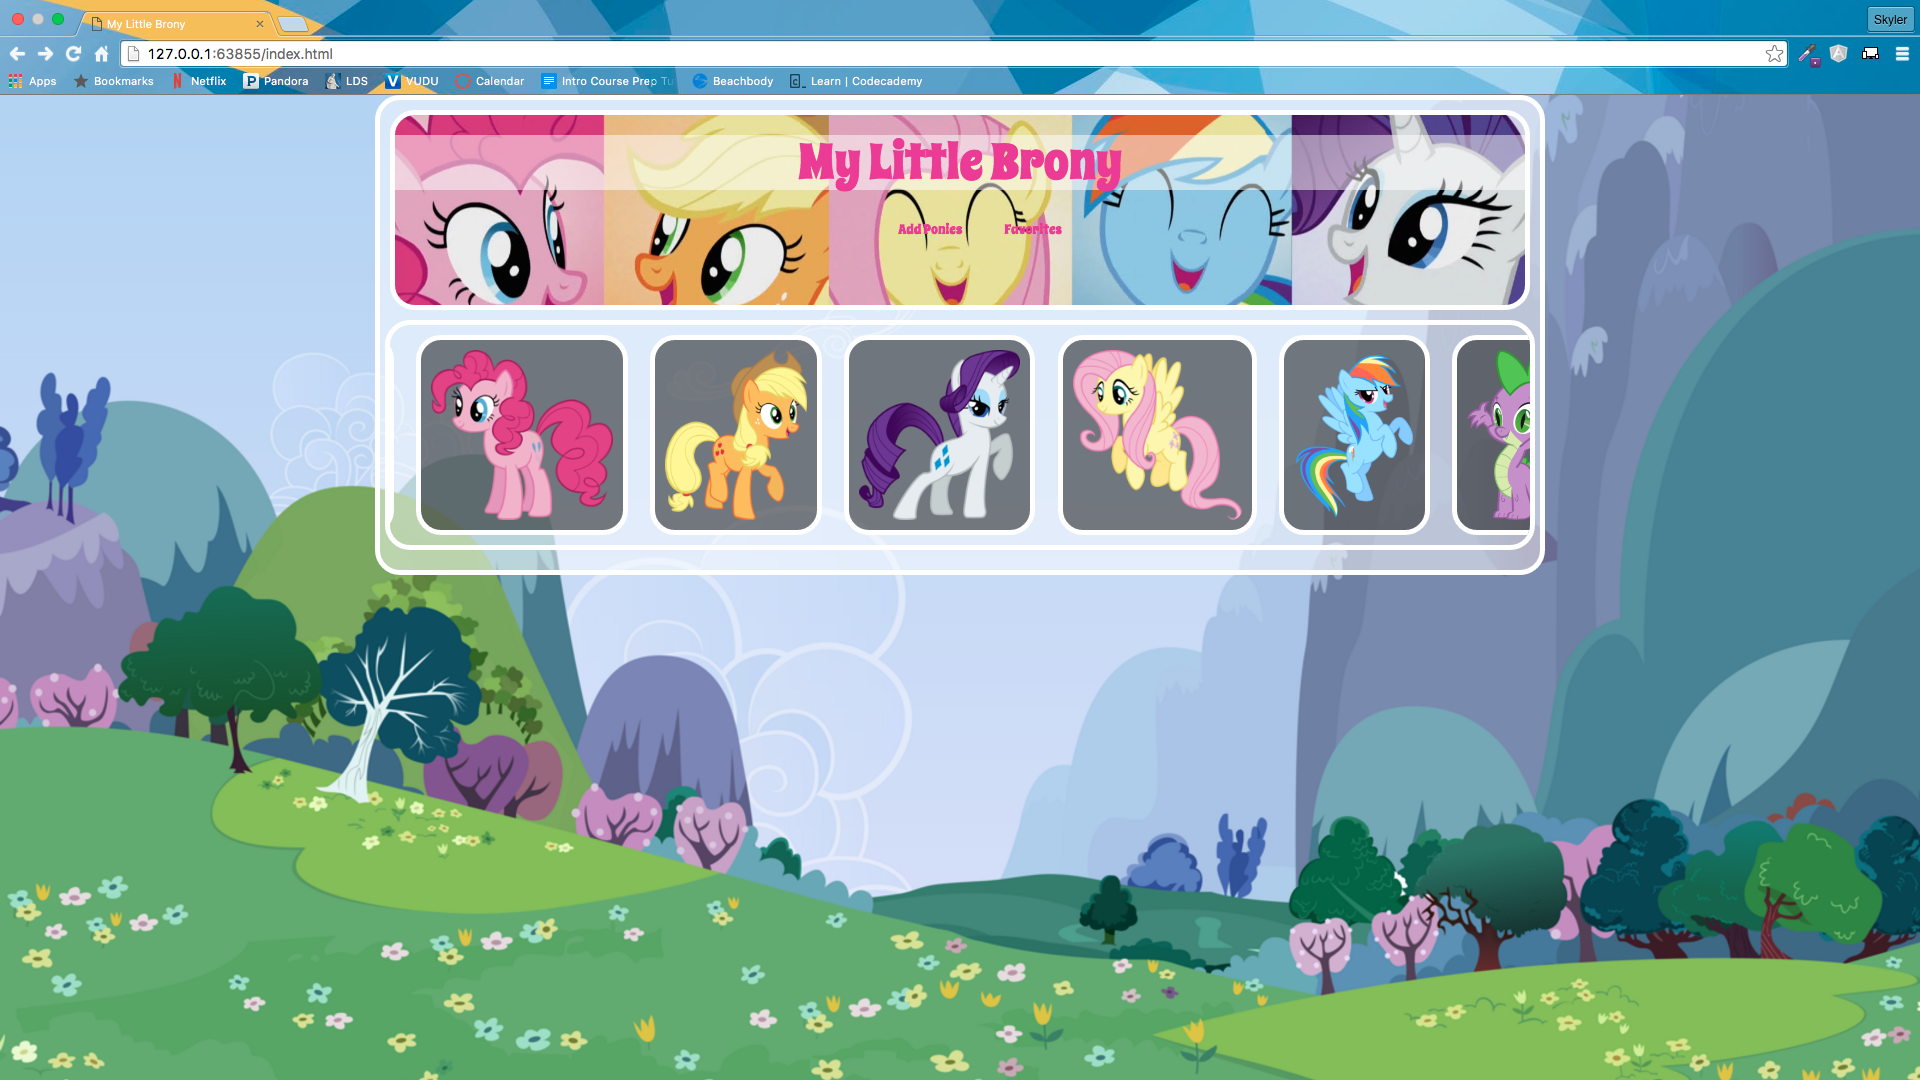 My Little Brony
Skyler
127.0.0.1:63855/index.html
Apps Bookmarks Netflix Pandora LDS VUDU Calendar Intro Course Prep Tu Beachbody Learn | Codecademy
My Little Brony
Add Ponies Favorites